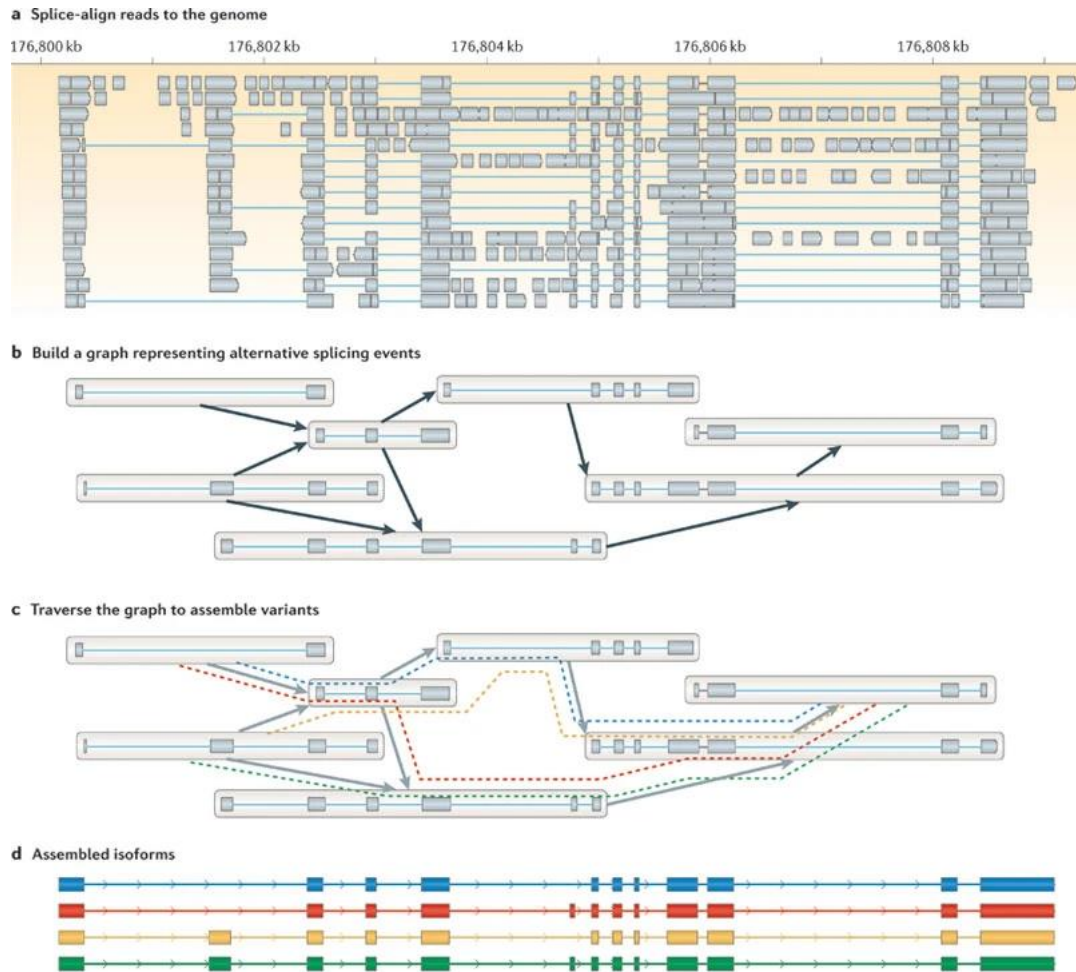 a Splice-align reads to the genome
176,800 kb 176,802 kb 176,804 kb 176,806 kb 176,808 kb
b Build a graph representing alternative splicing events
c Traverse the graph to assemble variants
d Assembled isoforms